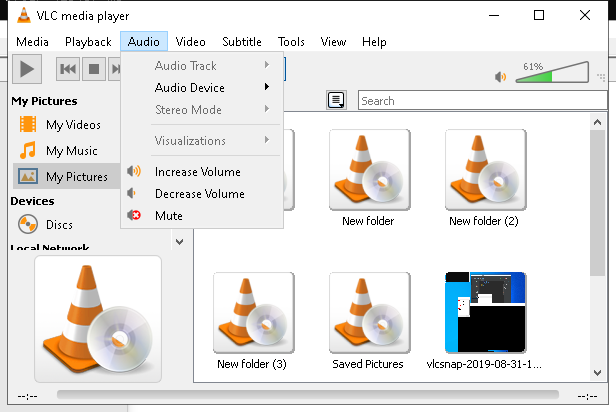 VLC media player
Media Playback Audio Video Subtitle Tools View Help
Audio Track
Audio Device
Stereo Mode
Visualizations
Increase Volume
Decrease Volume
Mute
61%
Search
My Pictures
My Videos
My Music
My Pictures
Devices
Discs
Local Network
New folder
New folder (2)
New folder (3)
Saved Pictures
vlcsnap-2019-08-31-1...
--:--
--:--